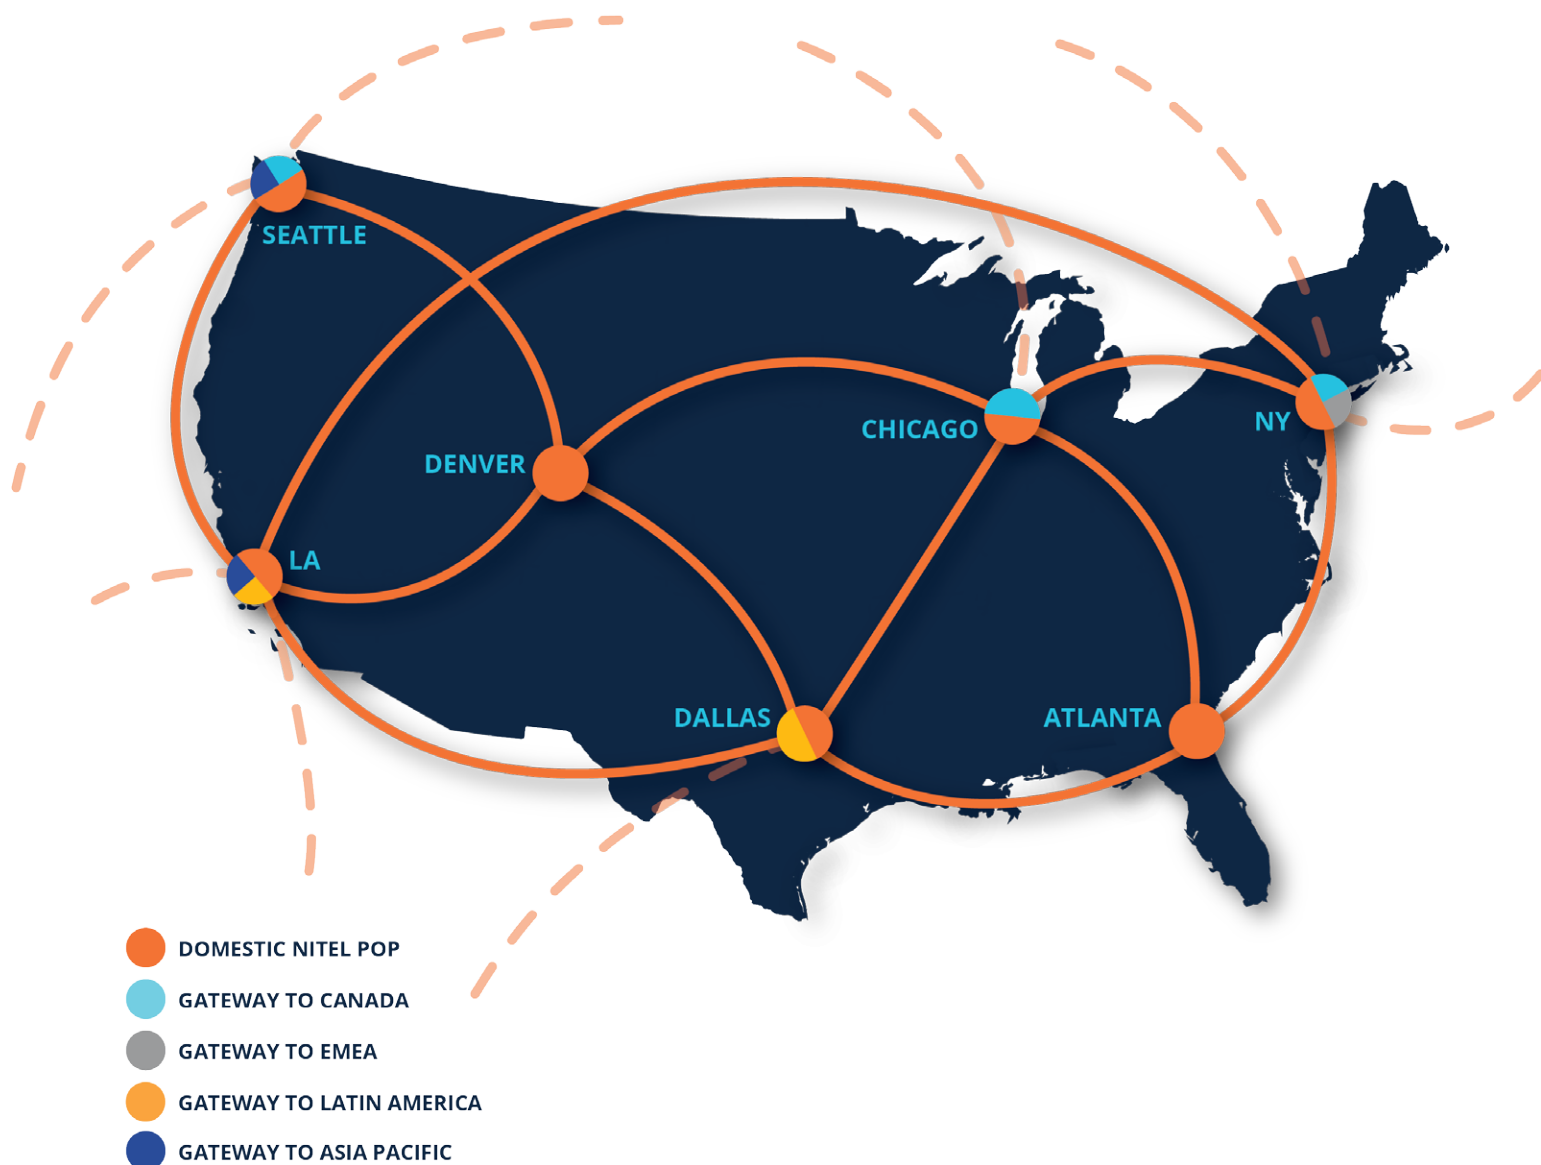 SEATTLE
DENVER
CHICAGO
NY
LA
DALLAS
ATLANTA
DOMESTIC NITEL POP
GATEWAY TO CANADA
GATEWAY TO EMEA
GATEWAY TO LATIN AMERICA
GATEWAY TO ASIA PACIFIC